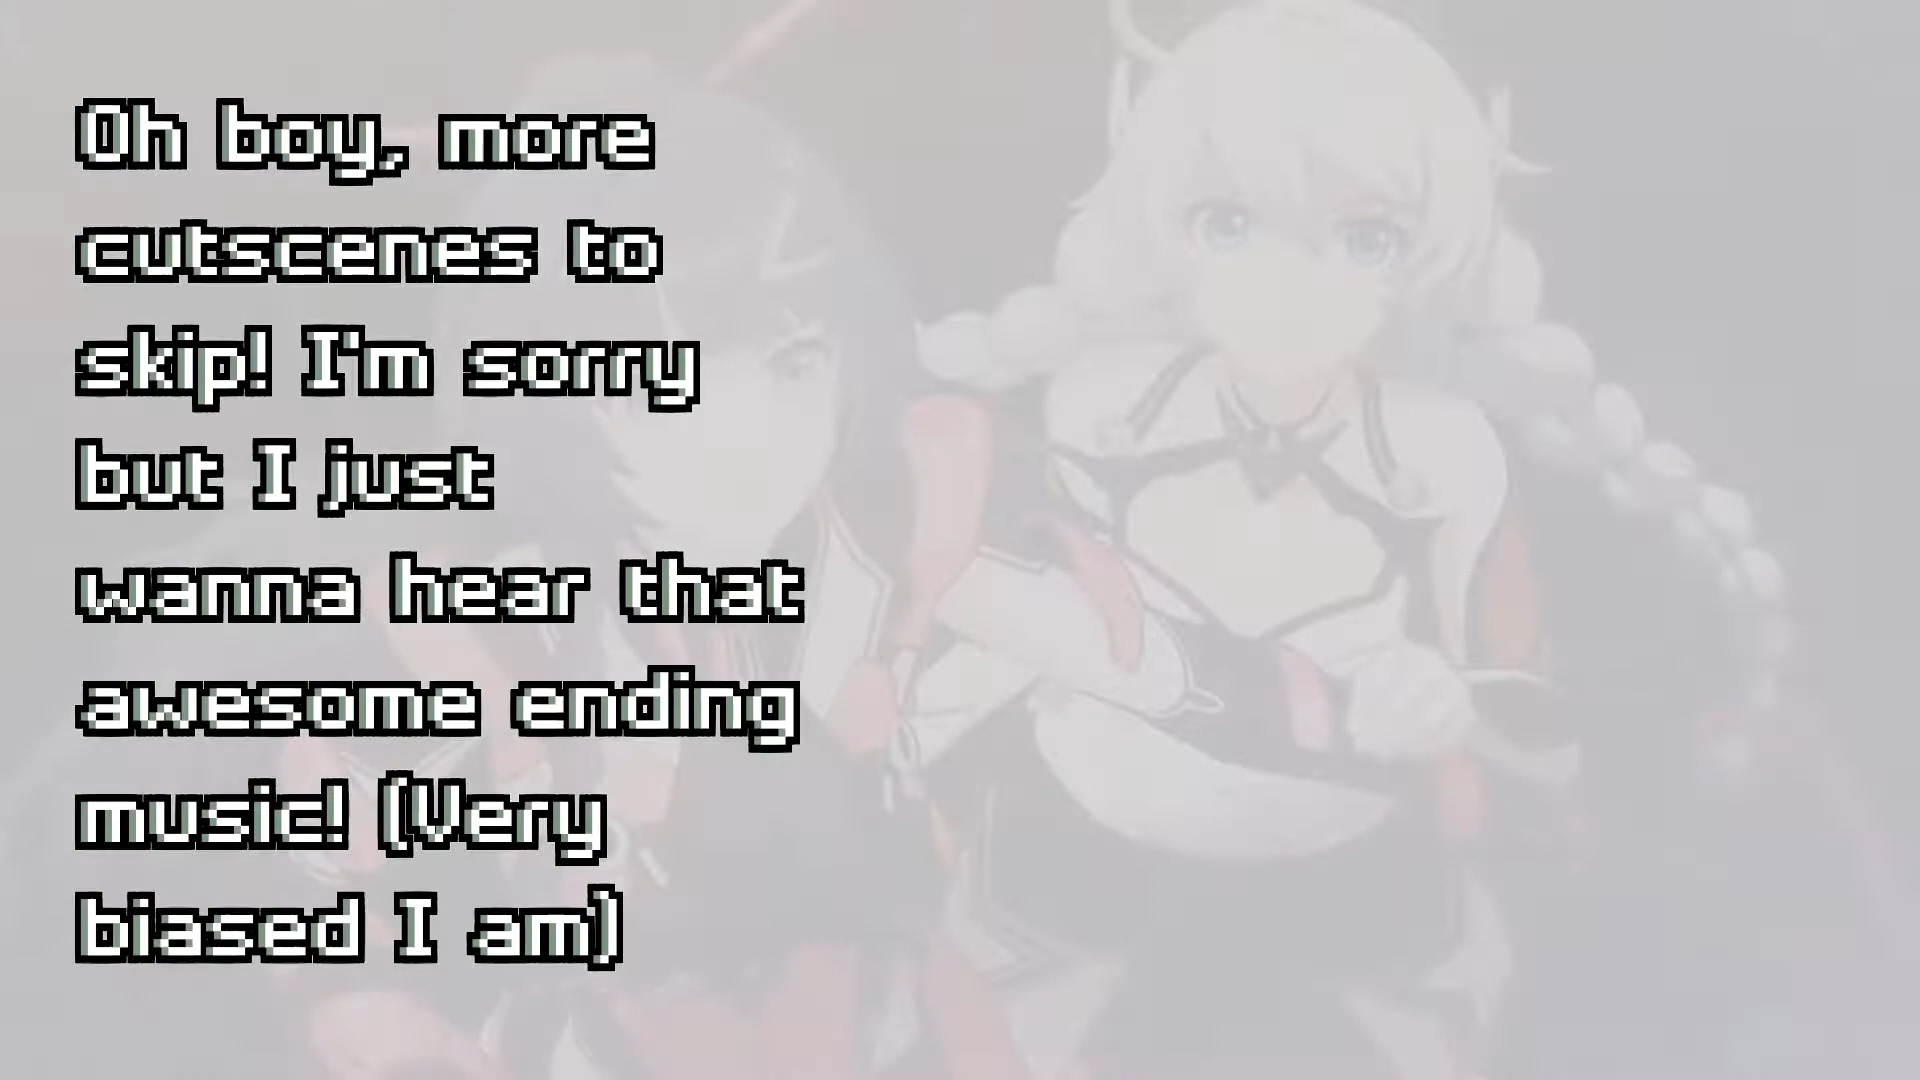 Oh boy, more
cutscenes to
skip! I'm sorry
but I just
wanna hear that
awesome ending
music! (Very
biased I am)